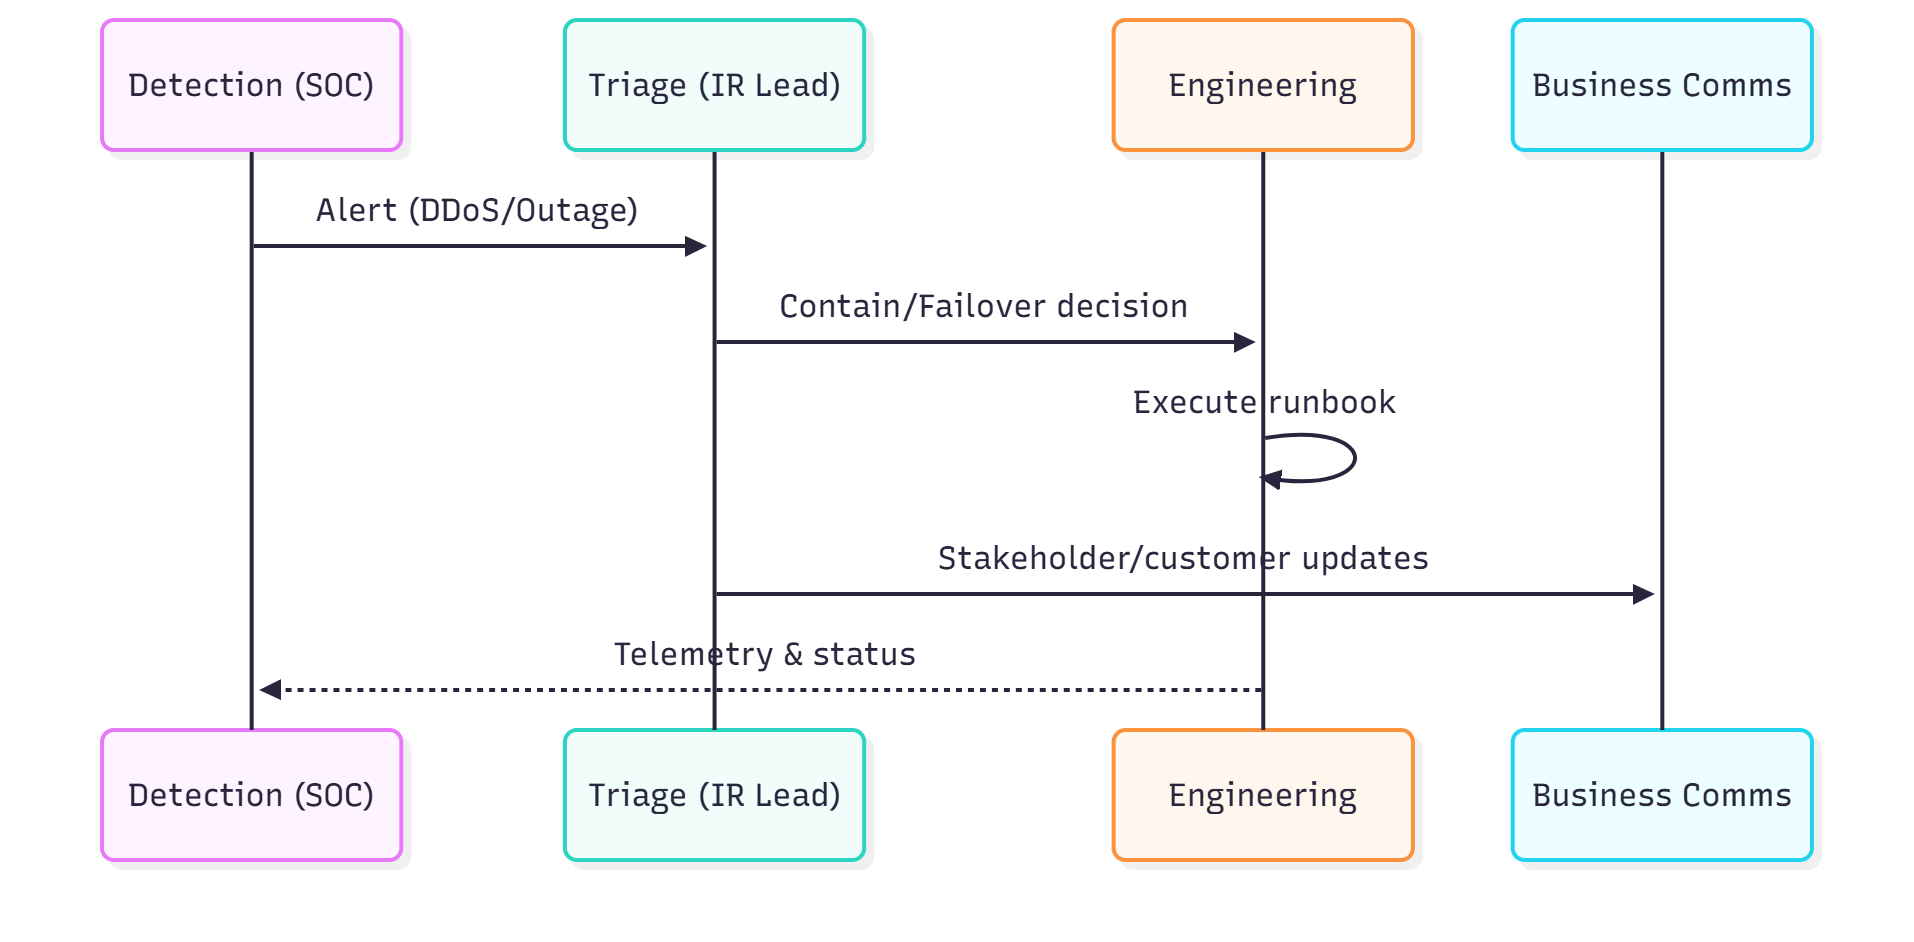 Detection (SOC)
Triage (IR Lead)
Engineering
Business Comms
Alert (DDoS/Outage)
Contain/Failover decision
Execute runbook
Stakeholder/customer updates
Telemetry & status
Detection (SOC)
Triage (IR Lead)
Engineering
Business Comms